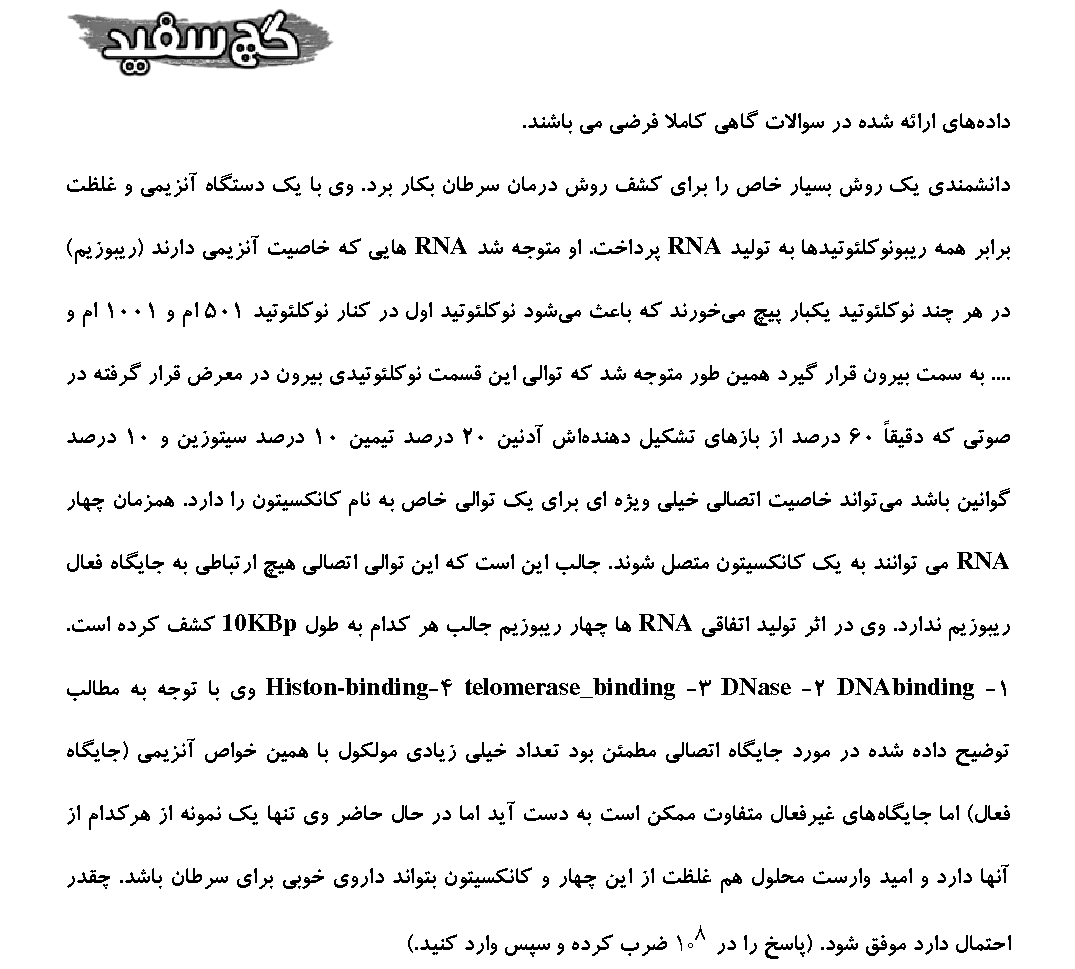 گچ سفید
داده‌های ارائه شده در سوالات گاهی کاملا فرضی می باشند.
دانشمندی یک روش بسیار خاص را برای کشف روش درمان سرطان بکار برد. وی با یک دستگاه آنزیمی و غلظت
برابر همه ریبونوکلئوتیدها به تولید RNA پرداخت. او متوجه شد RNA هایی که خاصیت آنزیمی دارند (ریبوزیم)
در هر چند نوکلئوتید یکبار پیچ می‌خورند که باعث می‌شود نوکلئوتید اول در کنار نوکلئوتید ۵۰۱ ام و ۱۰۰۱ ام و
.... به سمت بیرون قرار گیرد همین طور متوجه شد که توالی این قسمت نوکلئوتیدی بیرون در معرض قرار گرفته در
صوتی که دقیقاً ۶۰ درصد از بازهای تشکیل دهنده‌اش آدنین ۲۰ درصد تیمین ۱۰ درصد سیتوزین و ۱۰ درصد
گوانین باشد می‌تواند خاصیت اتصالی خیلی ویژه ای برای یک توالی خاص به نام کانکسیتون را دارد. همزمان چهار
RNA می توانند به یک کانکسیتون متصل شوند. جالب این است که این توالی اتصالی هیچ ارتباطی به جایگاه فعال
ریبوزیم ندارد. وی در اثر تولید اتفاقی RNA ها چهار ریبوزیم جالب هر کدام به طول 10KBp کشف کرده است.
۱- DNAbinding ۲- DNase ۳- telomerase_binding ۴-Histon-binding وی با توجه به مطالب
توضیح داده شده در مورد جایگاه اتصالی مطمئن بود تعداد خیلی زیادی مولکول با همین خواص آنزیمی (جایگاه
فعال) اما جایگاه‌های غیرفعال متفاوت ممکن است به دست آید اما در حال حاضر وی تنها یک نمونه از هرکدام از
آنها دارد و امید وارست محلول هم غلظت از این چهار و کانکسیتون بتواند داروی خوبی برای سرطان باشد. چقدر
احتمال دارد موفق شود. (پاسخ را در ۱۰^۸ ضرب کرده و سپس وارد کنید.)